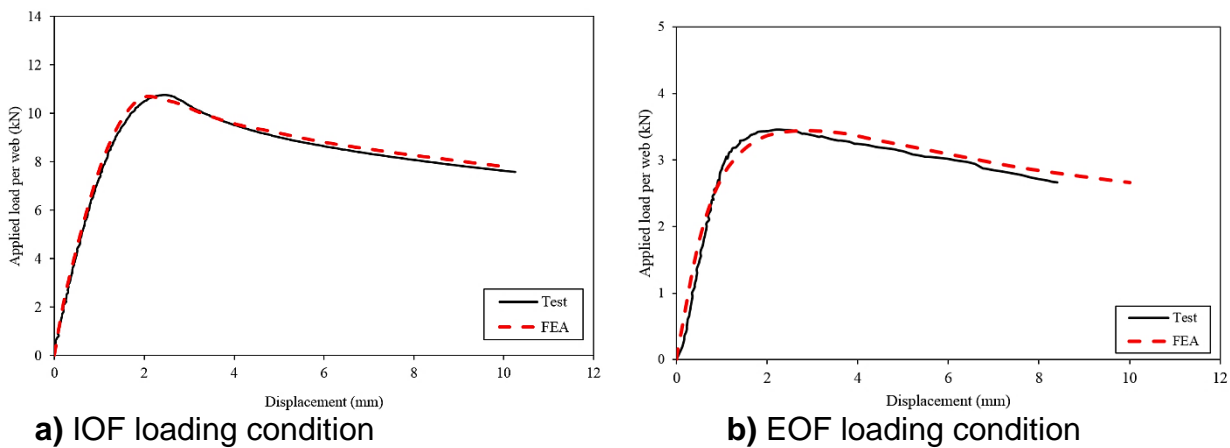 14
12
10
8
6
4
2
0
Applied load per web (kN)
Test
FEA
0 2 4 6 8 10 12
Displacement (mm)
a) IOF loading condition
5
4
3
2
1
0
Applied load per web (kN)
Test
FEA
0 2 4 6 8 10 12
Displacement (mm)
b) EOF loading condition